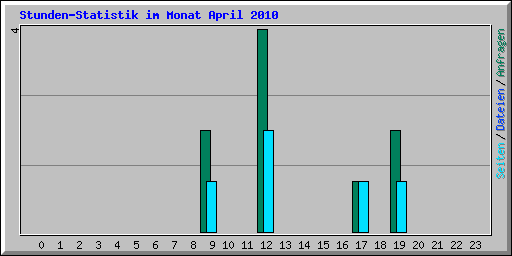 Stunden-Statistik im Monat April 2010
4
Seiten/Dateien/Anfragen
0 1 2 3 4 5 6 7 8 9 10 11 12 13 14 15 16 17 18 19 20 21 22 23